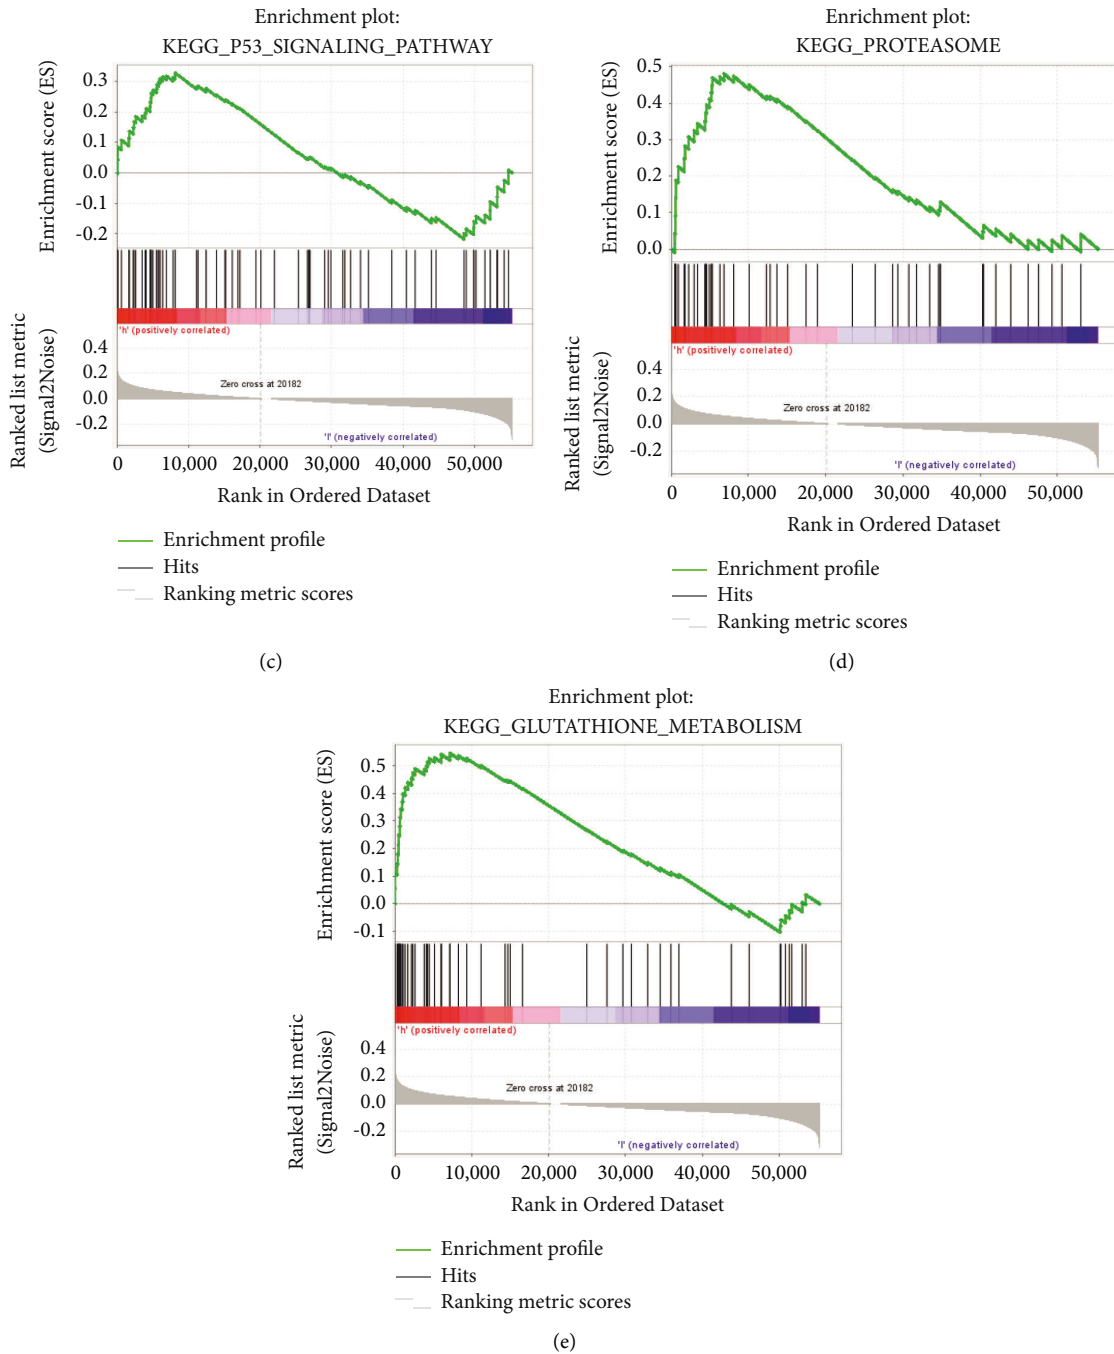 Enrichment plot:
KEGG_P53_SIGNALING_PATHWAY
Enrichment score (ES)
0.3
0.2
0.1
0.0
-0.1
-0.2
'h' (positively correlated)
Ranked list metric
(Signal2Noise)
0.4
0.2
0.0
-0.2
Zero cross at 20182
'l' (negatively correlated)
0 10,000 20,000 30,000 40,000 50,000
Rank in Ordered Dataset
Enrichment profile
Hits
Ranking metric scores
(c)
Enrichment plot:
KEGG_PROTEASOME
Enrichment score (ES)
0.5
0.4
0.3
0.2
0.1
0.0
'h' (positively correlated)
Ranked list metric
(Signal2Noise)
0.4
0.2
0.0
-0.2
Zero cross at 20182
'l' (negatively correlated)
0 10,000 20,000 30,000 40,000 50,000
Rank in Ordered Dataset
Enrichment profile
Hits
Ranking metric scores
(d)
Enrichment plot:
KEGG_GLUTATHIONE_METABOLISM
Enrichment score (ES)
0.5
0.4
0.3
0.2
0.1
0.0
-0.1
'h' (positively correlated)
Ranked list metric
(Signal2Noise)
0.4
0.2
0.0
-0.2
Zero cross at 20182
'l' (negatively correlated)
0 10,000 20,000 30,000 40,000 50,000
Rank in Ordered Dataset
Enrichment profile
Hits
Ranking metric scores
(e)